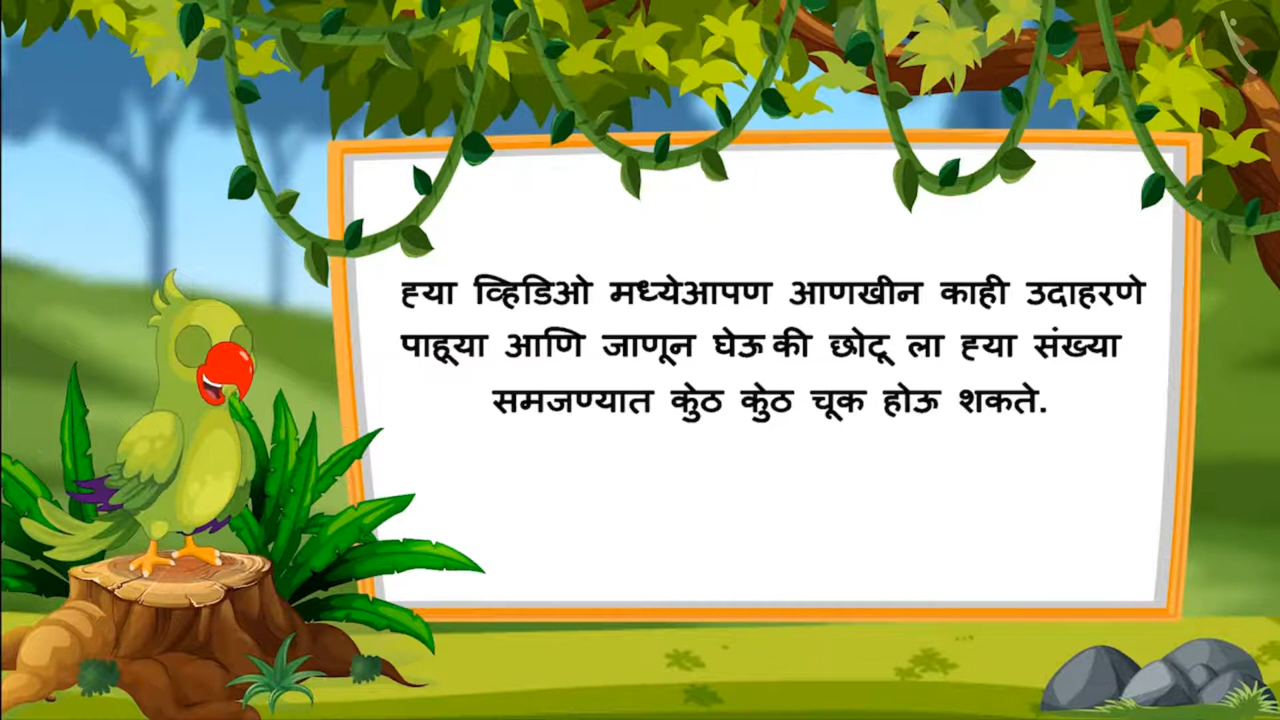 ह्या व्हिडिओ मध्येआपण आणखीन काही उदाहरणे
पाहूया आणि जाणून घेऊ की छोटू ला ह्या संख्या
समजण्यात कुेठ कुेठ चूक होऊ शकते.